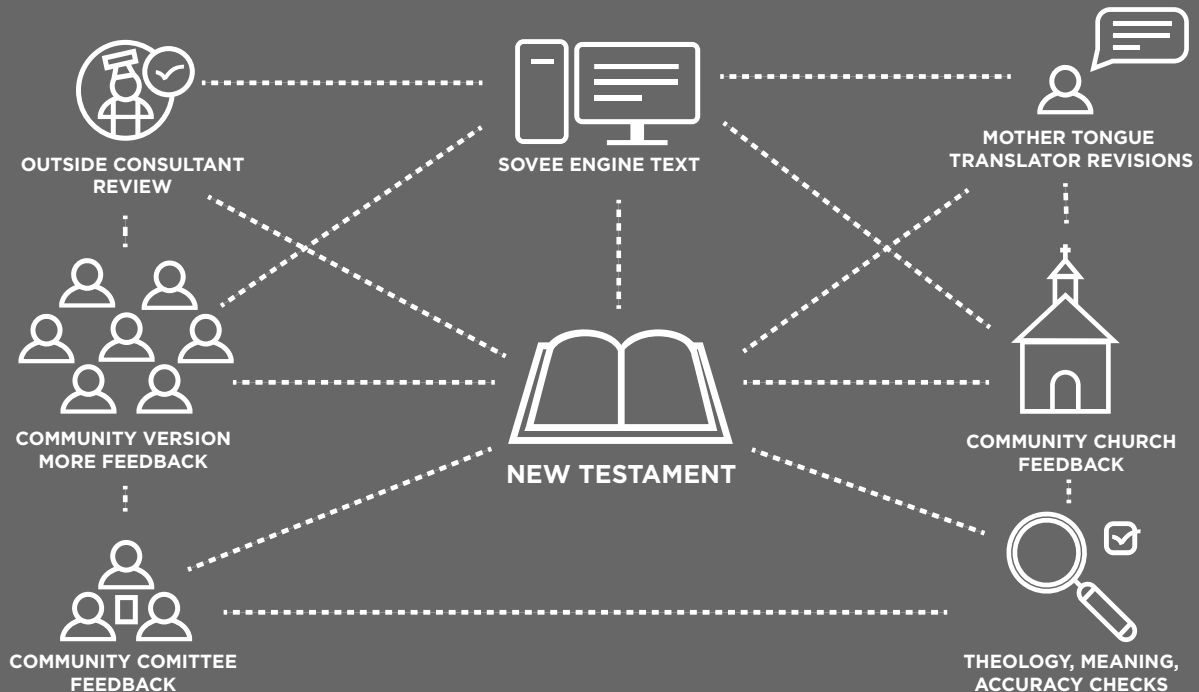 OUTSIDE CONSULTANT
REVIEW
SOVEE ENGINE TEXT
MOTHER TONGUE
TRANSLATOR REVISIONS
COMMUNITY VERSION
MORE FEEDBACK
NEW TESTAMENT
COMMUNITY CHURCH
FEEDBACK
COMMUNITY COMITTEE
FEEDBACK
THEOLOGY, MEANING,
ACCURACY CHECKS